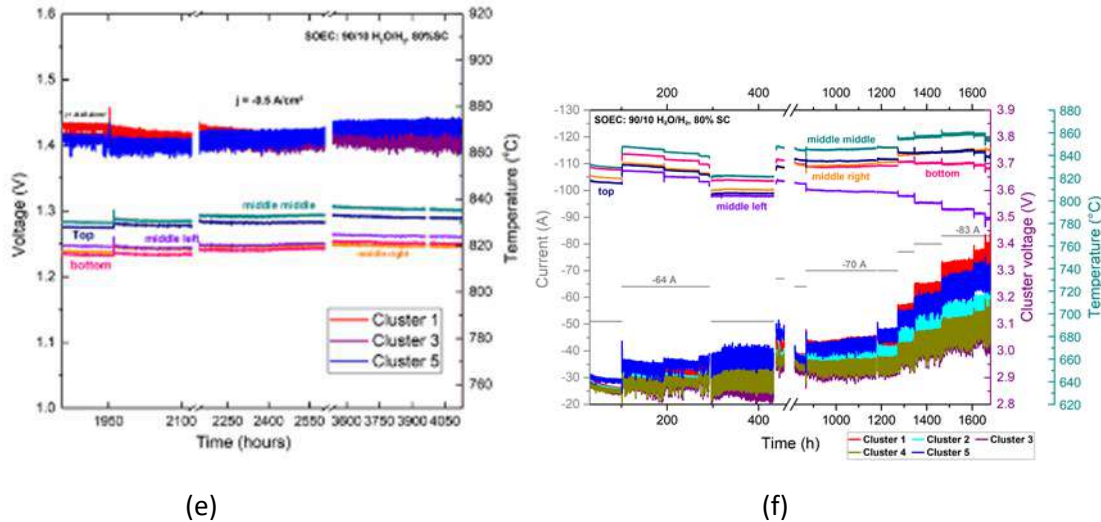 SOEC: 90/10 H₂O/H₂, 80%SC
j = -0.5 A/cm²
middle middle
Top
middle left
bottom
middle right
Cluster 1
Cluster 3
Cluster 5
Voltage (V)
1.6
1.5
1.4
1.3
1.2
1.1
1.0
Temperature (°C)
920
900
880
860
840
820
800
780
760
1950 2100 2250 2400 2550 3600 3750 3900 4050
Time (hours)
(e)
200 400 1000 1200 1400 1600
SOEC: 90/10 H₂O/H₂, 80% SC
middle middle
middle right
bottom
top
middle left
-83 A
-70 A
-64 A
Current (A)
-130
-120
-110
-100
-90
-80
-70
-60
-50
-40
-30
-20
Cluster voltage (V)
3.9
3.8
3.7
3.6
3.5
3.4
3.3
3.2
3.1
3.0
2.9
2.8
Temperature (°C)
880
860
840
820
800
780
760
740
720
700
680
660
640
620
200 400 1000 1200 1400 1600
Time (h)
Cluster 1 Cluster 2 Cluster 3
Cluster 4 Cluster 5
(f)